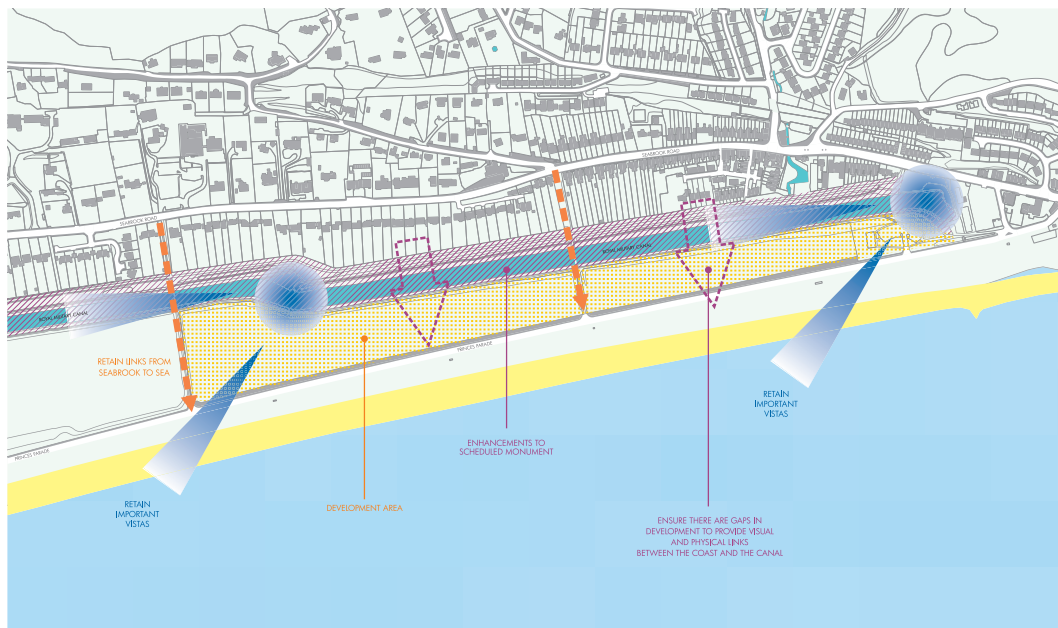 SEABROOK ROAD
SEABROOK ROAD
ROYAL MILITARY CANAL
ROYAL MILITARY CANAL
RETAIN LINKS FROM
SEABROOK TO SEA
PRINCES PARADE
PRINCES PARADE
RETAIN
IMPORTANT
VISTAS
ENHANCEMENTS TO
SCHEDULED MONUMENT
RETAIN
IMPORTANT
VISTAS
DEVELOPMENT AREA
ENSURE THERE ARE GAPS IN
DEVELOPMENT TO PROVIDE VISUAL
AND PHYSICAL LINKS
BETWEEN THE COAST AND THE CANAL